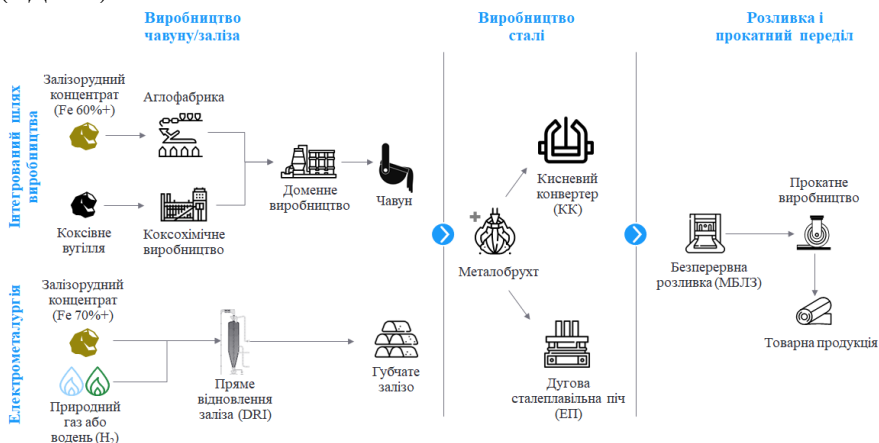 Виробництво
чавуну/заліза
Виробництво
сталі
Розливка і
прокатний переділ
Інтегрований шлях
виробництва
Залізорудний
концентрат
(Fe 60%+)
Аглофабрика
Коксівне
вугілля
Коксохімічне
виробництво
Доменне
виробництво
Чавун
Електрометалургія
Залізорудний
концентрат
(Fe 70%+)
Природний
газ або
водень (H₂)
Пряме
відновлення
заліза (DRI)
Губчате
залізо
+
Металобрухт
Кисневий
конвертер
(КК)
Дугова
сталеплавільна піч
(ЕП)
Безперервна
розливка (МБЛЗ)
Прокатне
виробництво
Товарна продукція